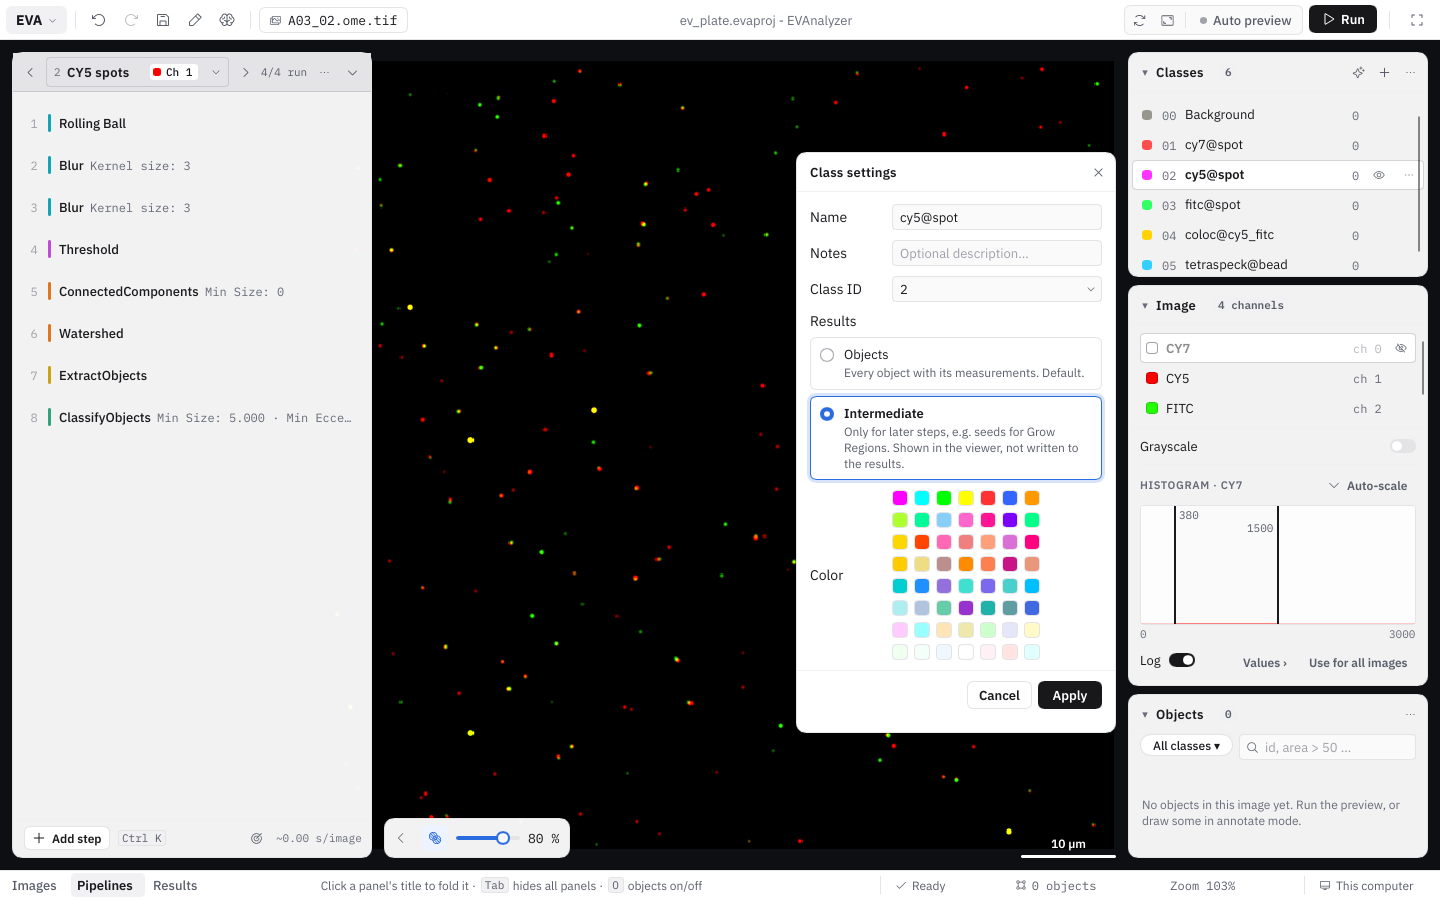 EVA
A03_02.ome.tif
ev_plate.evaproj - EVAnalyzer
Auto preview
Run
2 CY5 spots Ch 1
4/4 run
1 Rolling Ball
2 Blur Kernel size: 3
3 Blur Kernel size: 3
4 Threshold
5 ConnectedComponents Min Size: 0
6 Watershed
7 ExtractObjects
8 ClassifyObjects Min Size: 5.000 · Min Ecce…
Add step Ctrl K
~0.00 s/image
80 %
10 µm
Class settings
Name cy5@spot
Notes Optional description...
Class ID 2
Results
Objects
Every object with its measurements. Default.
Intermediate
Only for later steps, e.g. seeds for Grow
Regions. Shown in the viewer, not written to
the results.
Color
Cancel Apply
Classes 6
00 Background 0
01 cy7@spot 0
02 cy5@spot 0
03 fitc@spot 0
04 coloc@cy5_fitc 0
05 tetraspeck@bead 0
Image 4 channels
CY7 ch 0
CY5 ch 1
FITC ch 2
Grayscale
HISTOGRAM · CY7 Auto-scale
380
1500
0 3000
Log Values › Use for all images
Objects 0
All classes ▾ id, area > 50 ...
No objects in this image yet. Run the preview, or
draw some in annotate mode.
Images Pipelines Results
Click a panel's title to fold it · Tab hides all panels · O objects on/off
Ready
0 objects
Zoom 103%
This computer